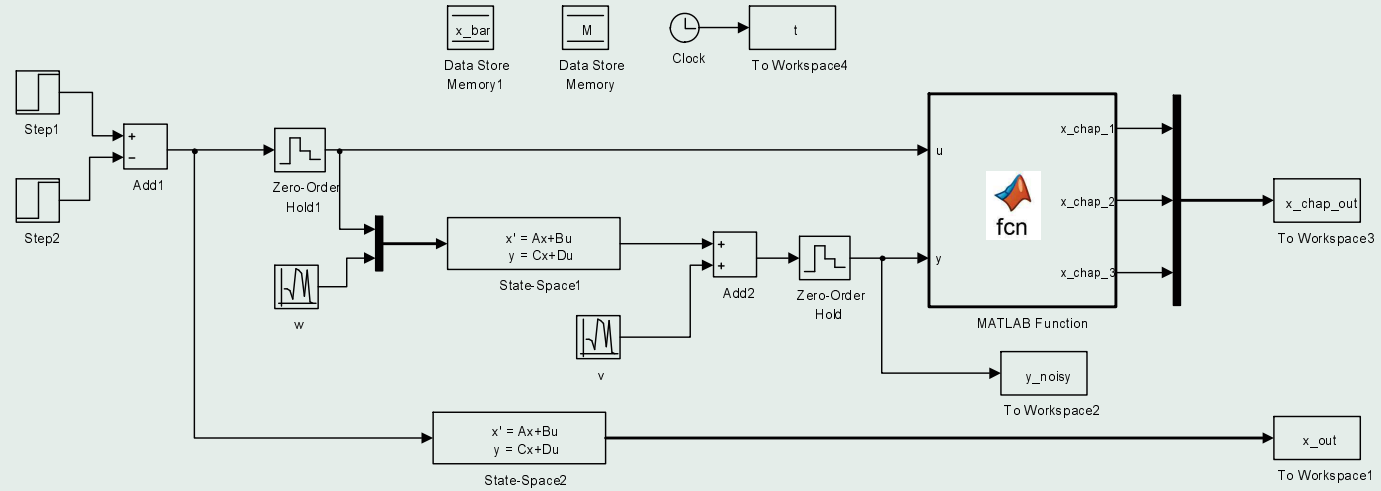 x_bar
Data Store
Memory1
M
Data Store
Memory
Clock
t
To Workspace4
Step1
+
−
Add1
Step2
Zero-Order
Hold1
w
x' = Ax+Bu
y = Cx+Du
State-Space1
v
+
+
Add2
Zero-Order
Hold
u
y
x_chap_1
x_chap_2
x_chap_3
fcn
MATLAB Function
x_chap_out
To Workspace3
y_noisy
To Workspace2
x' = Ax+Bu
y = Cx+Du
State-Space2
x_out
To Workspace1